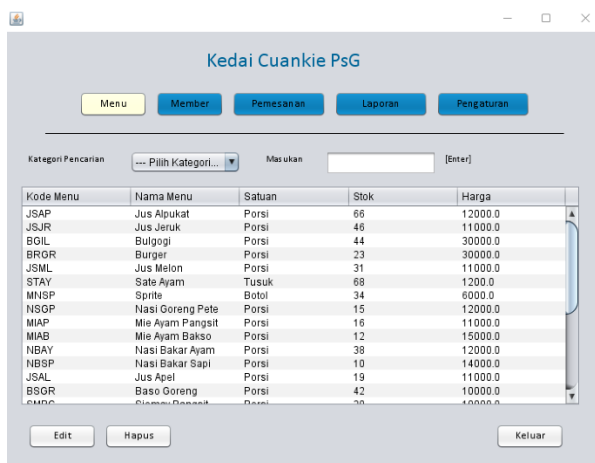 Kedai Cuankie PsG
Menu Member Pemesanan Laporan Pengaturan
Kategori Pencarian --- Pilih Kategori... Masukan [Enter]
Kode Menu Nama Menu Satuan Stok Harga
JSAP Jus Alpukat Porsi 66 12000.0
JSJR Jus Jeruk Porsi 46 11000.0
BGIL Bulgogi Porsi 44 30000.0
BRGR Burger Porsi 23 30000.0
JSML Jus Melon Porsi 31 11000.0
STAY Sate Ayam Tusuk 68 1200.0
MNSP Sprite Botol 34 6000.0
NSGP Nasi Goreng Pete Porsi 15 12000.0
MIAP Mie Ayam Pangsit Porsi 16 11000.0
MIAB Mie Ayam Bakso Porsi 12 15000.0
NBAY Nasi Bakar Ayam Porsi 38 12000.0
NBSP Nasi Bakar Sapi Porsi 10 14000.0
JSAL Jus Apel Porsi 19 11000.0
BSGR Baso Goreng Porsi 42 10000.0
Edit Hapus Keluar